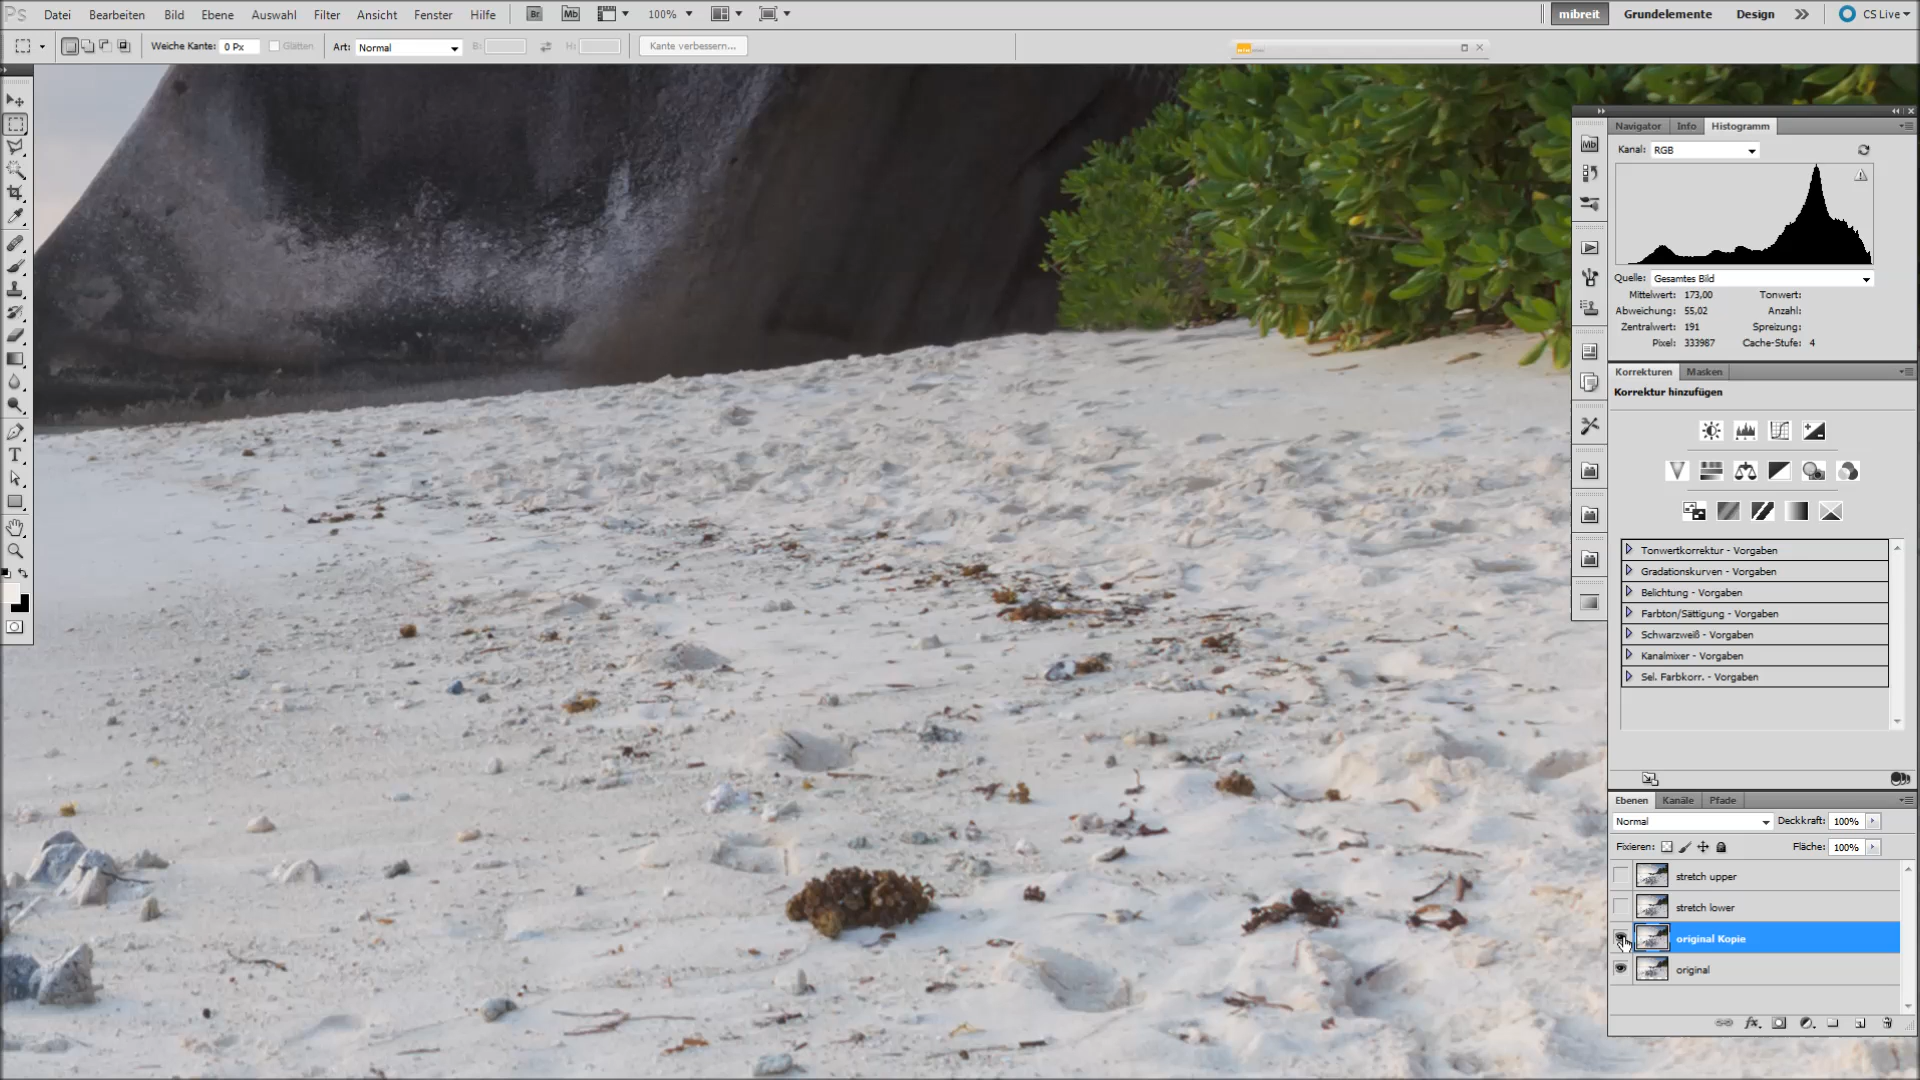 Ps Datei Bearbeiten Bild Ebene Auswahl Filter Ansicht Fenster Hilfe Br Mb 100% mibreit Grundelemente Design CS Live
Weiche Kante: 0 Px Glätten Art: Normal B: H: Kante verbessern...
Navigator Info Histogramm
Mb Kanal: RGB
Quelle: Gesamtes Bild
Mittelwert: 173,00 Tonwert:
Abweichung: 55,02 Anzahl:
Zentralwert: 191 Spreizung:
Pixel: 333987 Cache-Stufe: 4
Korrekturen Masken
Korrektur hinzufügen
Tonwertkorrektur - Vorgaben
Gradationskurven - Vorgaben
Belichtung - Vorgaben
Farbton/Sättigung - Vorgaben
Schwarzweiß - Vorgaben
Kanalmixer - Vorgaben
Sel. Farbkorr. - Vorgaben
Ebenen Kanäle Pfade
Normal Deckkraft: 100%
Fixieren: Fläche: 100%
stretch upper
stretch lower
original Kopie
original
fx